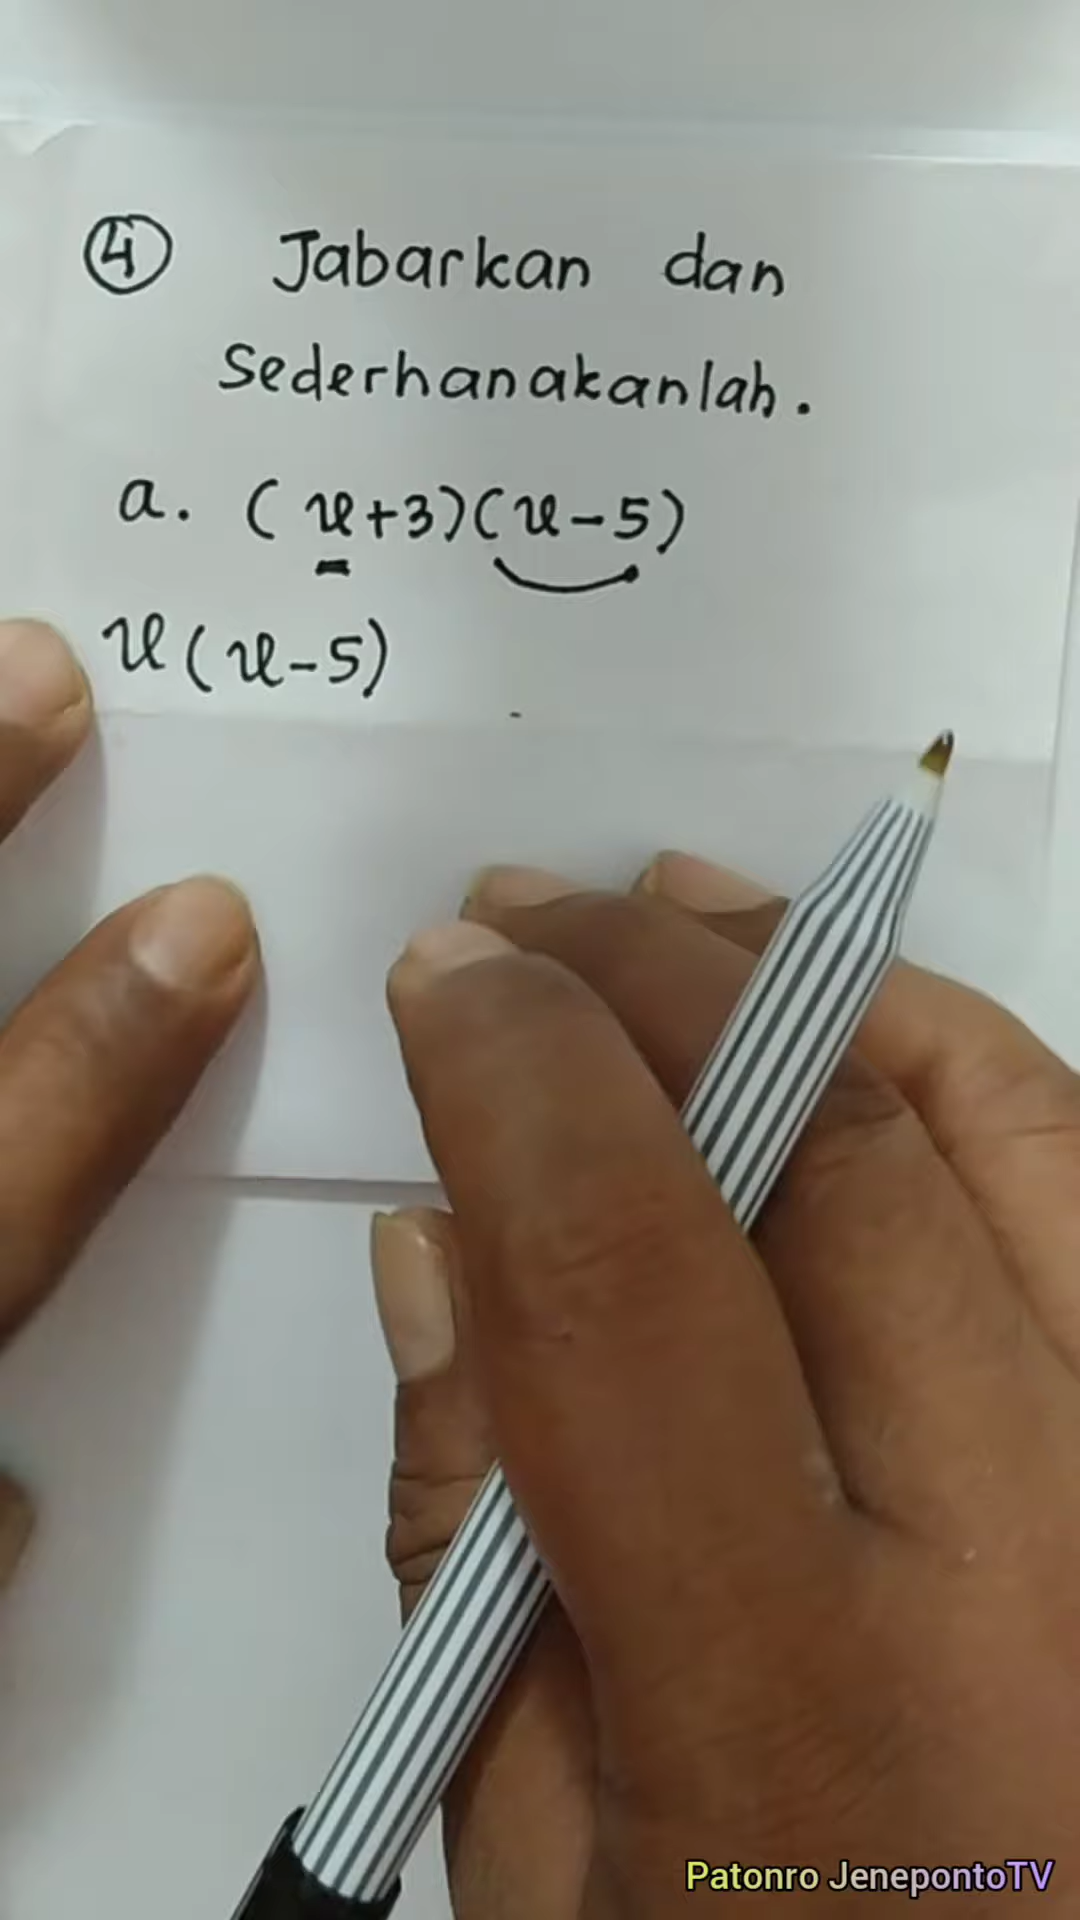 4 Jabarkan dan
Sederhanakanlah.
a. (x+3)(x-5)
x(x-5)
Patonro JenepontoTV